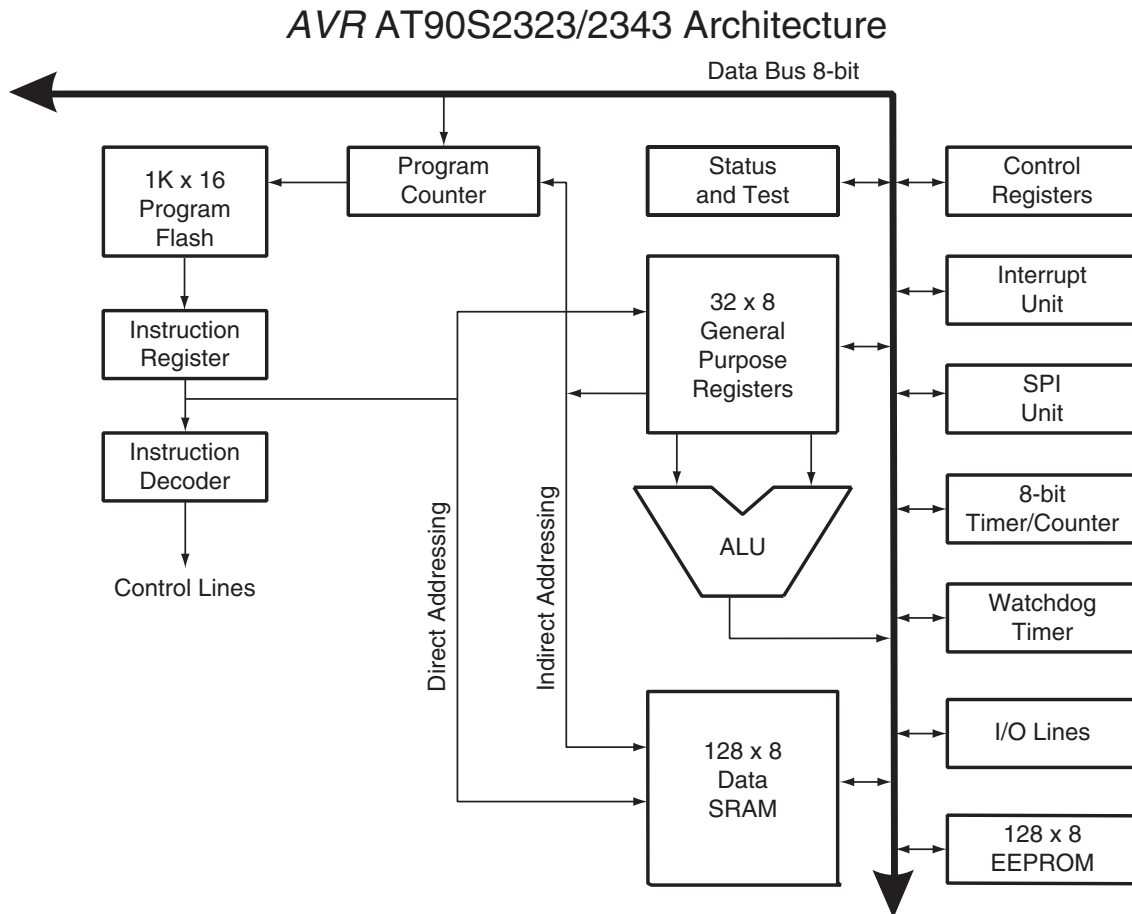 AVR AT90S2323/2343 Architecture
Data Bus 8-bit
1K x 16
Program
Flash
Program
Counter
Status
and Test
Control
Registers
Instruction
Register
32 x 8
General
Purpose
Registers
Interrupt
Unit
SPI
Unit
Instruction
Decoder
Control Lines
Direct Addressing
Indirect Addressing
ALU
8-bit
Timer/Counter
Watchdog
Timer
128 x 8
Data
SRAM
I/O Lines
128 x 8
EEPROM